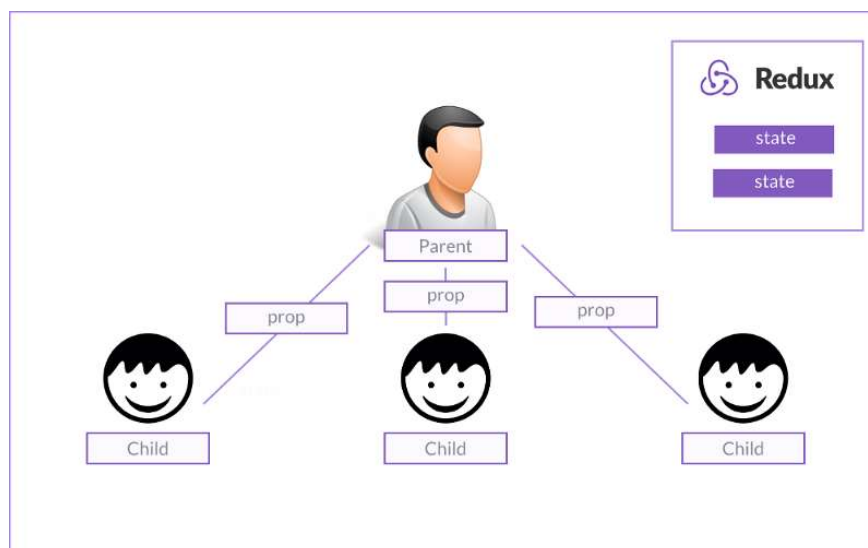 Redux
state
state
Parent
prop
prop
prop
Child
Child
Child